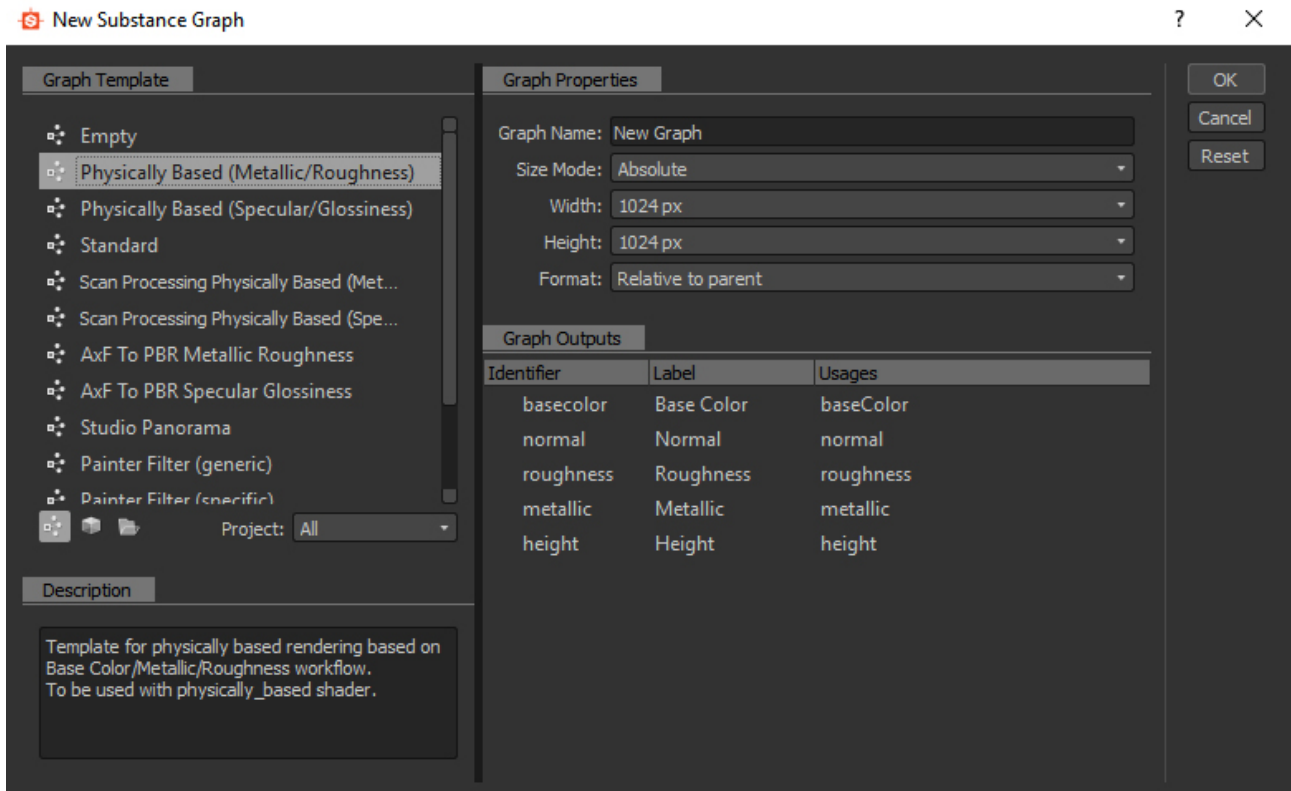 New Substance Graph
Graph Template
Empty
Physically Based (Metallic/Roughness)
Physically Based (Specular/Glossiness)
Standard
Scan Processing Physically Based (Met...
Scan Processing Physically Based (Spe...
AxF To PBR Metallic Roughness
AxF To PBR Specular Glossiness
Studio Panorama
Painter Filter (generic)
Painter Filter (specific)
Project: All
Description
Template for physically based rendering based on
Base Color/Metallic/Roughness workflow.
To be used with physically_based shader.
Graph Properties
Graph Name: New Graph
Size Mode: Absolute
Width: 1024 px
Height: 1024 px
Format: Relative to parent
Graph Outputs
Identifier Label Usages
basecolor Base Color baseColor
normal Normal normal
roughness Roughness roughness
metallic Metallic metallic
height Height height
? X
OK
Cancel
Reset